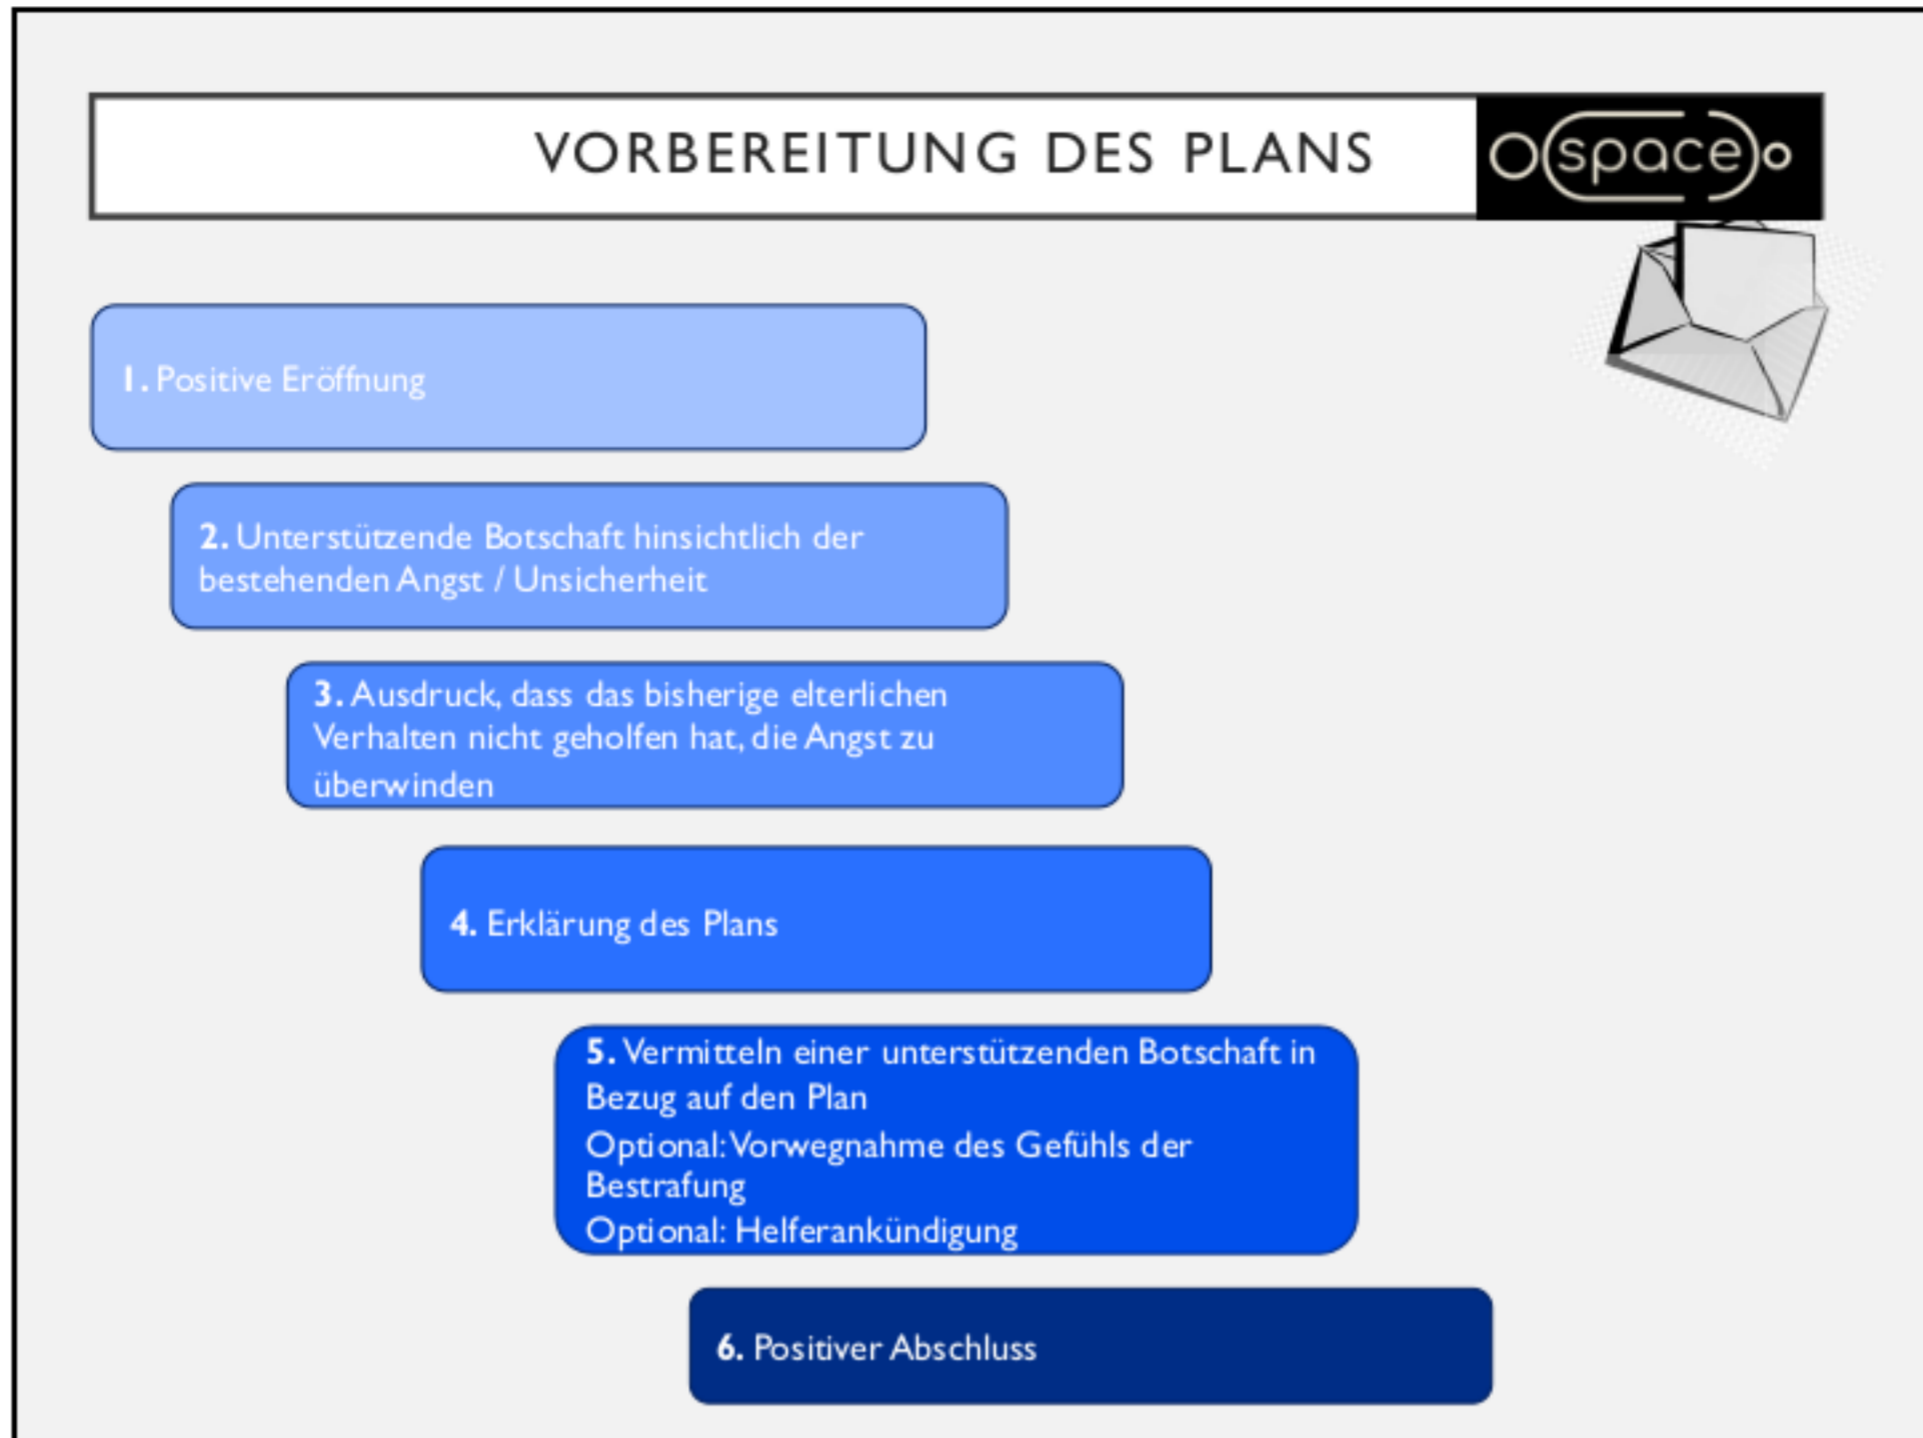 VORBEREITUNG DES PLANS
space
1. Positive Eröffnung
2. Unterstützende Botschaft hinsichtlich der
bestehenden Angst / Unsicherheit
3. Ausdruck, dass das bisherige elterlichen
Verhalten nicht geholfen hat, die Angst zu
überwinden
4. Erklärung des Plans
5. Vermitteln einer unterstützenden Botschaft in
Bezug auf den Plan
Optional: Vorwegnahme des Gefühls der
Bestrafung
Optional: Helferankündigung
6. Positiver Abschluss